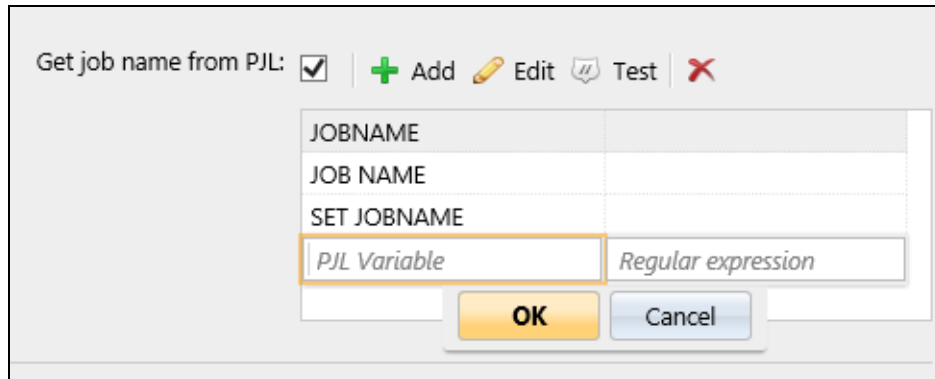 Get job name from PJL: Add Edit Test
JOBNAME
JOB NAME
SET JOBNAME
PJL Variable Regular expression
OK Cancel